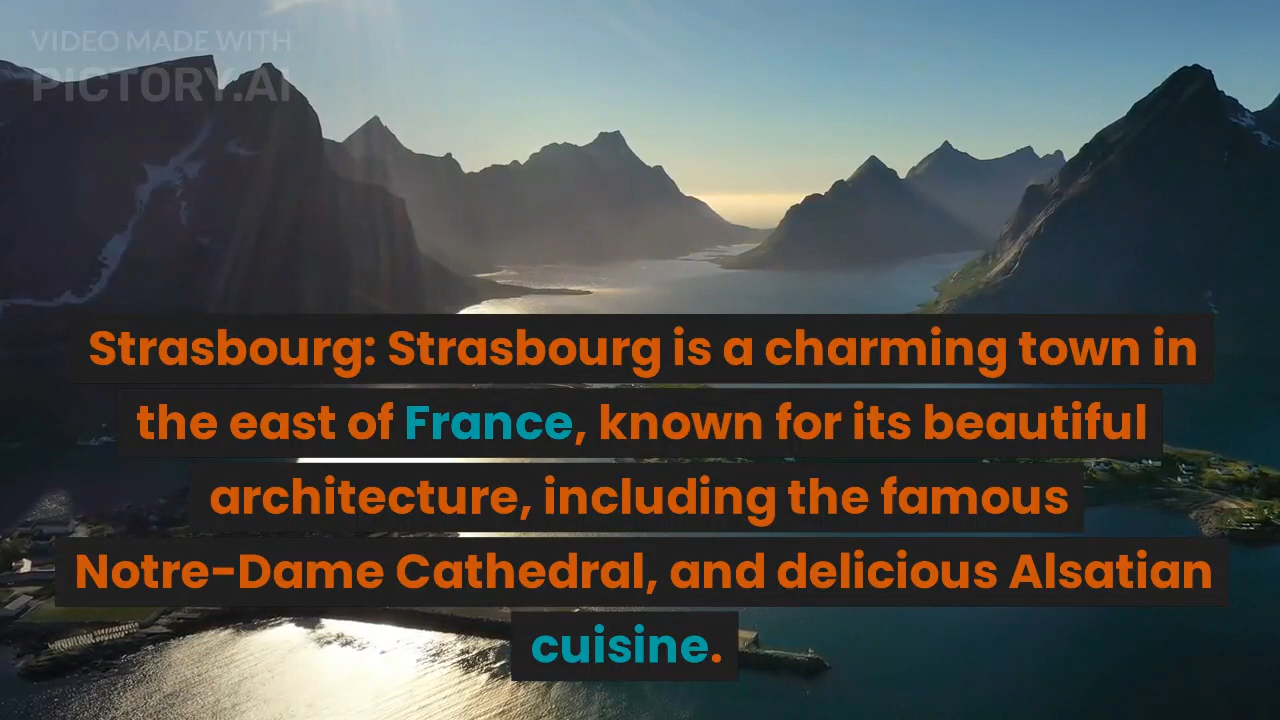 VIDEO MADE WITH
PICTORY.AI
Strasbourg: Strasbourg is a charming town in
the east of France, known for its beautiful
architecture, including the famous
Notre-Dame Cathedral, and delicious Alsatian
cuisine.